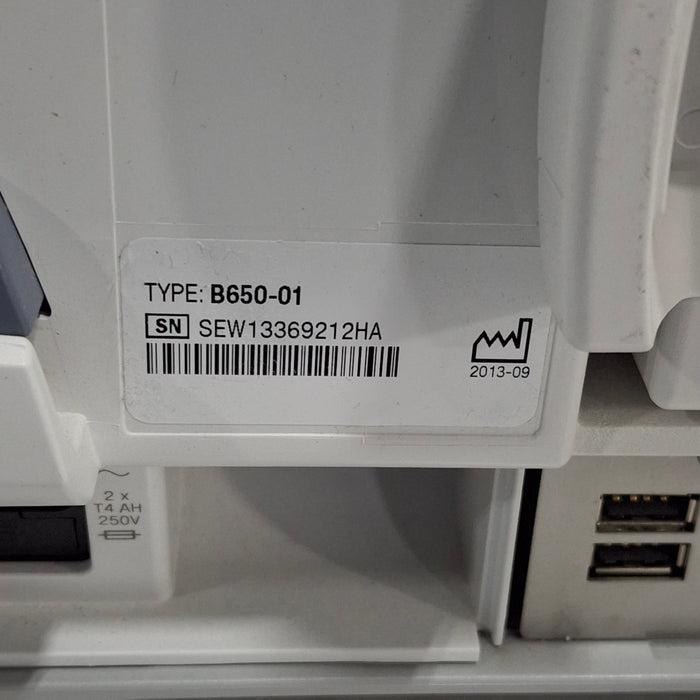 TYPE: B650-01
SN SEW13369212HA
2013-09
2 x
T4 AH
250V